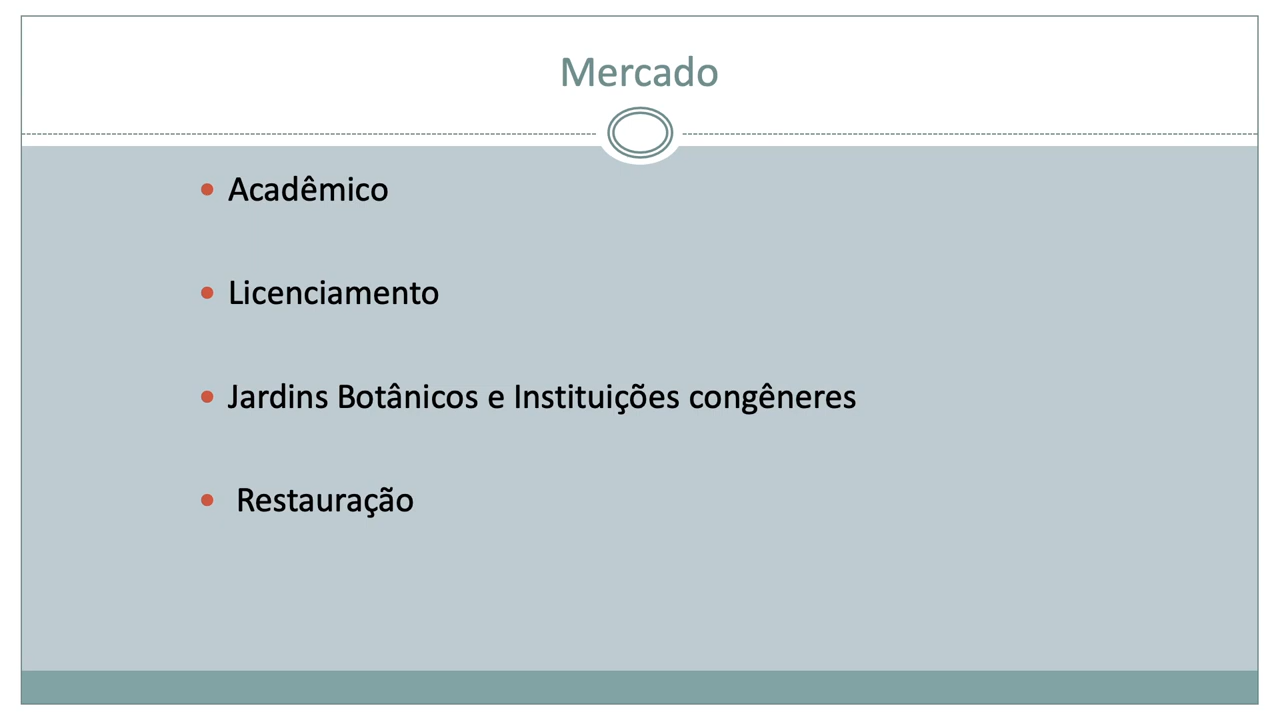 Mercado
• Acadêmico
• Licenciamento
• Jardins Botânicos e Instituições congêneres
• Restauração